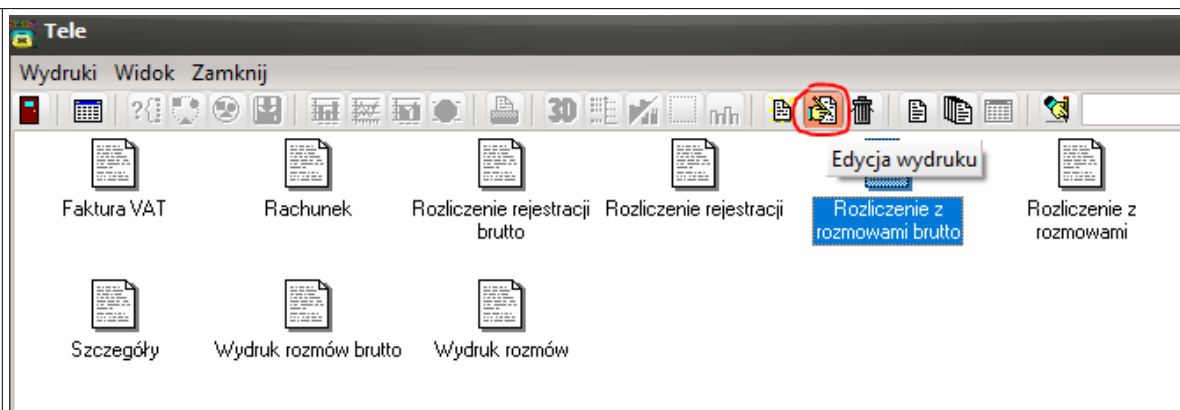 Tele
Wydruki Widok Zamknij
?{} 3D
Edycja wydruku
Faktura VAT Rachunek Rozliczenie rejestracji brutto Rozliczenie rejestracji Rozliczenie z rozmowami brutto Rozliczenie z rozmowami
Szczegóły Wydruk rozmów brutto Wydruk rozmów